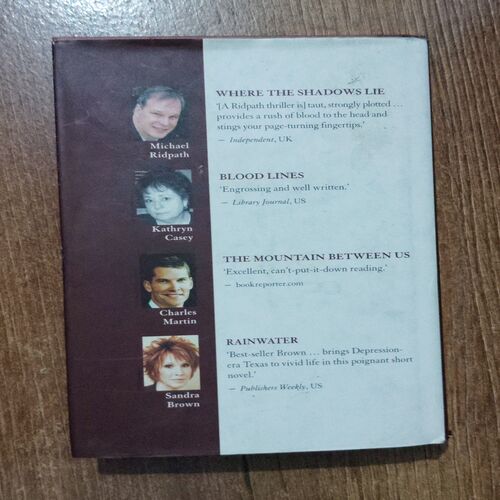 Michael
Ridpath
WHERE THE SHADOWS LIE
'[A Ridpath thriller is] taut, strongly plotted ...
provides a rush of blood to the head and
stings your page-turning fingertips.'
— Independent, UK
Kathryn
Casey
BLOOD LINES
'Engrossing and well written.'
— Library Journal, US
Charles
Martin
THE MOUNTAIN BETWEEN US
'Excellent, can't-put-it-down reading.'
— bookreporter.com
Sandra
Brown
RAINWATER
'Best-seller Brown ... brings Depression-
era Texas to vivid life in this poignant short
novel.'
— Publishers Weekly, US